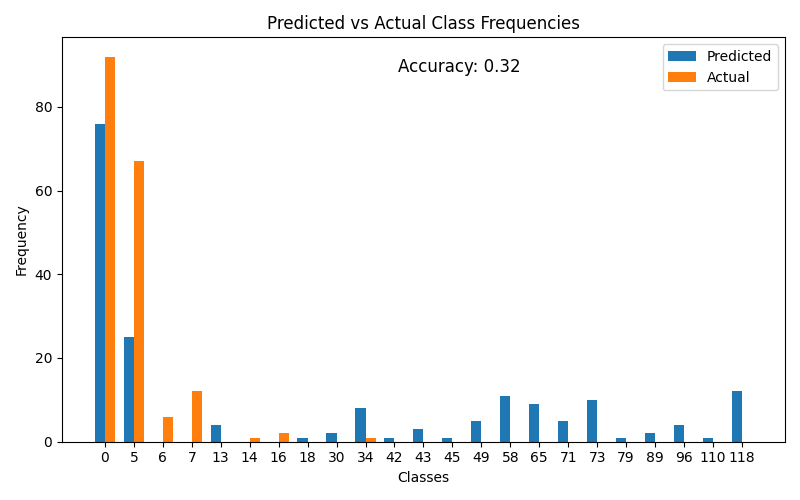 Predicted vs Actual Class Frequencies
Accuracy: 0.32
Predicted
Actual
Frequency
80
60
40
20
0
0 5 6 7 13 14 16 18 30 34 42 43 45 49 58 65 71 73 79 89 96 110 118
Classes